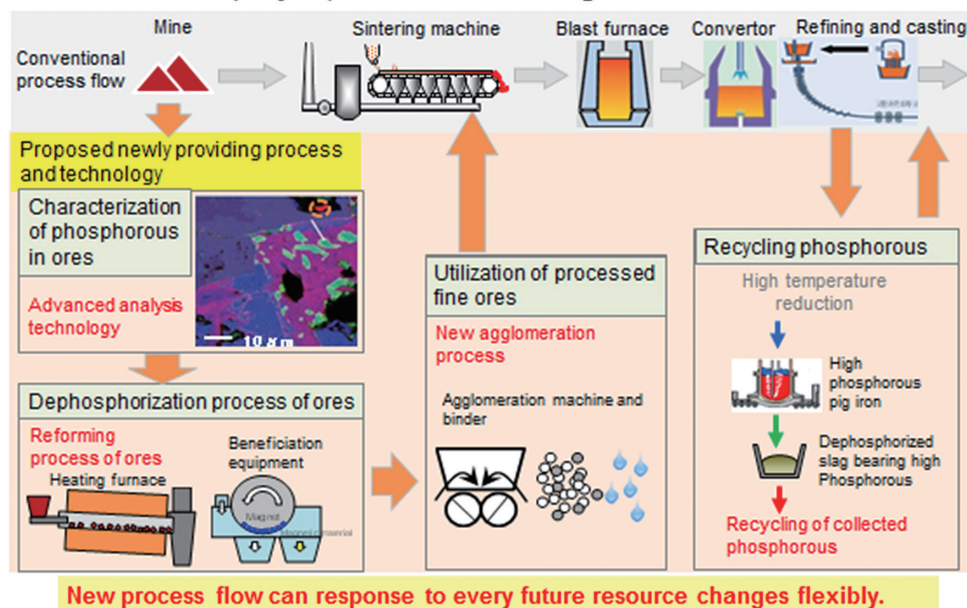 Mine
Sintering machine
Blast furnace
Convertor
Refining and casting
Conventional
process flow
Proposed newly providing process
and technology
Characterization
of phosphorous
in ores
Advanced analysis
technology
Utilization of processed
fine ores
New agglomeration
process
Agglomeration machine and
binder
Recycling phosphorous
High temperature
reduction
High
phosphorous
pig iron
Dephosphorized
slag bearing high
Phosphorous
Recycling of collected
phosphorous
Dephosphorization process of ores
Reforming
process of ores
Heating furnace
Beneficiation
equipment
Magnet
New process flow can response to every future resource changes flexibly.